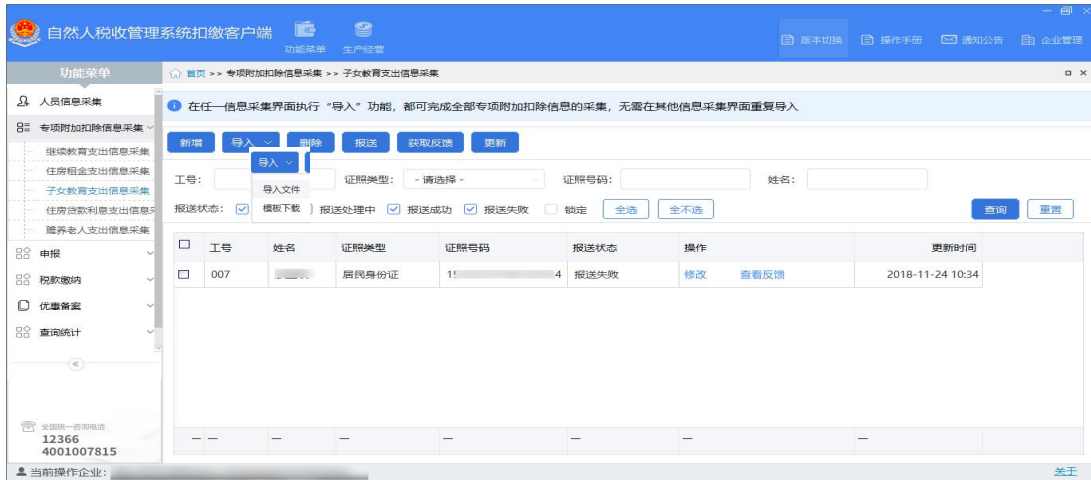 自然人税收管理系统扣缴客户端
功能菜单 生产经营
版本切换 操作手册 通知公告 企业管理
功能菜单
首页 >> 专项附加扣除信息采集 >> 子女教育支出信息采集
人员信息采集
在任一信息采集界面执行“导入”功能，都可完成全部专项附加扣除信息的采集，无需在其他信息采集界面重复导入
专项附加扣除信息采集
新增 导入 删除 报送 获取反馈 更新
继续教育支出信息采集
导入
住房租金支出信息采集
工号： 证照类型： - 请选择 - 证照号码： 姓名：
导入文件
子女教育支出信息采集
住房贷款利息支出信息
报送状态： 模板下载 报送处理中 报送成功 报送失败 锁定 全选 全不选 查询 重置
赡养老人支出信息采集
工号 姓名 证照类型 证照号码 报送状态 操作 更新时间
申报
007 居民身份证 15 4 报送失败 修改 查看反馈 2018-11-24 10:34
税款缴纳
优惠备案
查询统计
全国统一咨询电话
12366
4001007815
— — — — — — — —
当前操作企业：
关于